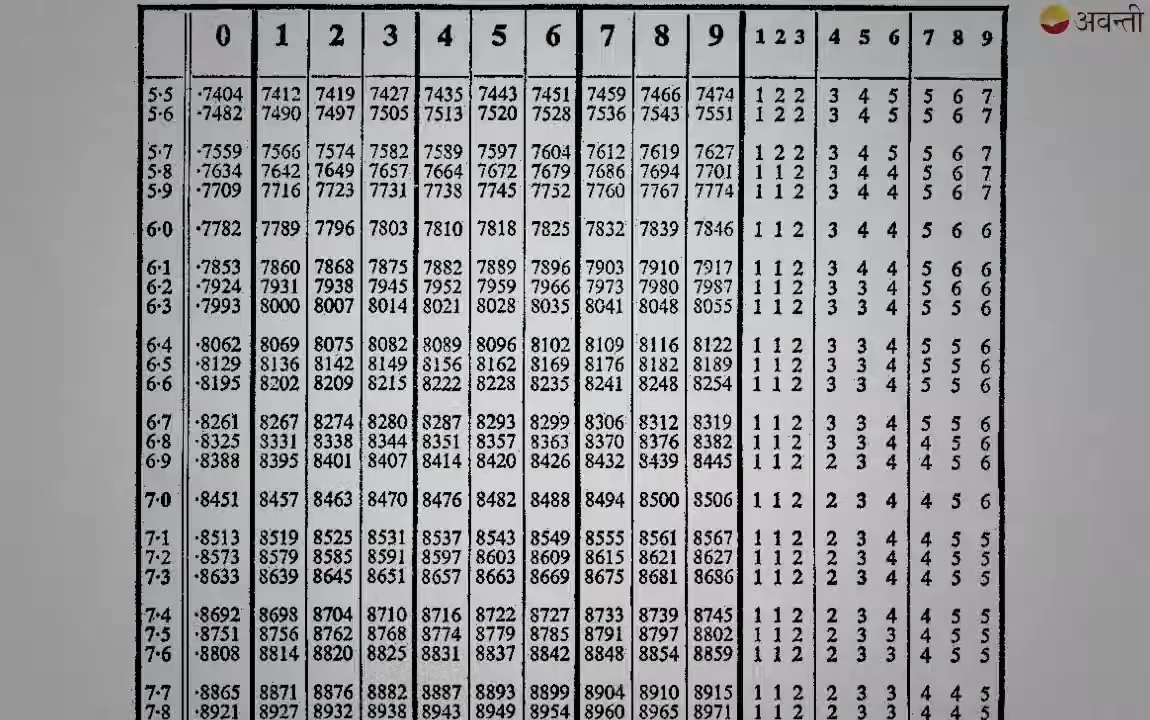 अवन्ती
0 1 2 3 4 5 6 7 8 9 1 2 3 4 5 6 7 8 9
5·5 ·7404 7412 7419 7427 7435 7443 7451 7459 7466 7474 1 2 2 3 4 5 5 6 7
5·6 ·7482 7490 7497 7505 7513 7520 7528 7536 7543 7551 1 2 2 3 4 5 5 6 7
5·7 ·7559 7566 7574 7582 7589 7597 7604 7612 7619 7627 1 2 2 3 4 5 5 6 7
5·8 ·7634 7642 7649 7657 7664 7672 7679 7686 7694 7701 1 1 2 3 4 4 5 6 7
5·9 ·7709 7716 7723 7731 7738 7745 7752 7760 7767 7774 1 1 2 3 4 4 5 6 7
6·0 ·7782 7789 7796 7803 7810 7818 7825 7832 7839 7846 1 1 2 3 4 4 5 6 6
6·1 ·7853 7860 7868 7875 7882 7889 7896 7903 7910 7917 1 1 2 3 4 4 5 6 6
6·2 ·7924 7931 7938 7945 7952 7959 7966 7973 7980 7987 1 1 2 3 3 4 5 6 6
6·3 ·7993 8000 8007 8014 8021 8028 8035 8041 8048 8055 1 1 2 3 3 4 5 5 6
6·4 ·8062 8069 8075 8082 8089 8096 8102 8109 8116 8122 1 1 2 3 3 4 5 5 6
6·5 ·8129 8136 8142 8149 8156 8162 8169 8176 8182 8189 1 1 2 3 3 4 5 5 6
6·6 ·8195 8202 8209 8215 8222 8228 8235 8241 8248 8254 1 1 2 3 3 4 5 5 6
6·7 ·8261 8267 8274 8280 8287 8293 8299 8306 8312 8319 1 1 2 3 3 4 5 5 6
6·8 ·8325 8331 8338 8344 8351 8357 8363 8370 8376 8382 1 1 2 3 3 4 4 5 6
6·9 ·8388 8395 8401 8407 8414 8420 8426 8432 8439 8445 1 1 2 2 3 4 4 5 6
7·0 ·8451 8457 8463 8470 8476 8482 8488 8494 8500 8506 1 1 2 2 3 4 4 5 6
7·1 ·8513 8519 8525 8531 8537 8543 8549 8555 8561 8567 1 1 2 2 3 4 4 5 5
7·2 ·8573 8579 8585 8591 8597 8603 8609 8615 8621 8627 1 1 2 2 3 4 4 5 5
7·3 ·8633 8639 8645 8651 8657 8663 8669 8675 8681 8686 1 1 2 2 3 4 4 5 5
7·4 ·8692 8698 8704 8710 8716 8722 8727 8733 8739 8745 1 1 2 2 3 4 4 5 5
7·5 ·8751 8756 8762 8768 8774 8779 8785 8791 8797 8802 1 1 2 2 3 3 4 5 5
7·6 ·8808 8814 8820 8825 8831 8837 8842 8848 8854 8859 1 1 2 2 3 3 4 5 5
7·7 ·8865 8871 8876 8882 8887 8893 8899 8904 8910 8915 1 1 2 2 3 3 4 4 5
7·8 ·8921 8927 8932 8938 8943 8949 8954 8960 8965 8971 1 1 2 2 3 3 4 4 5